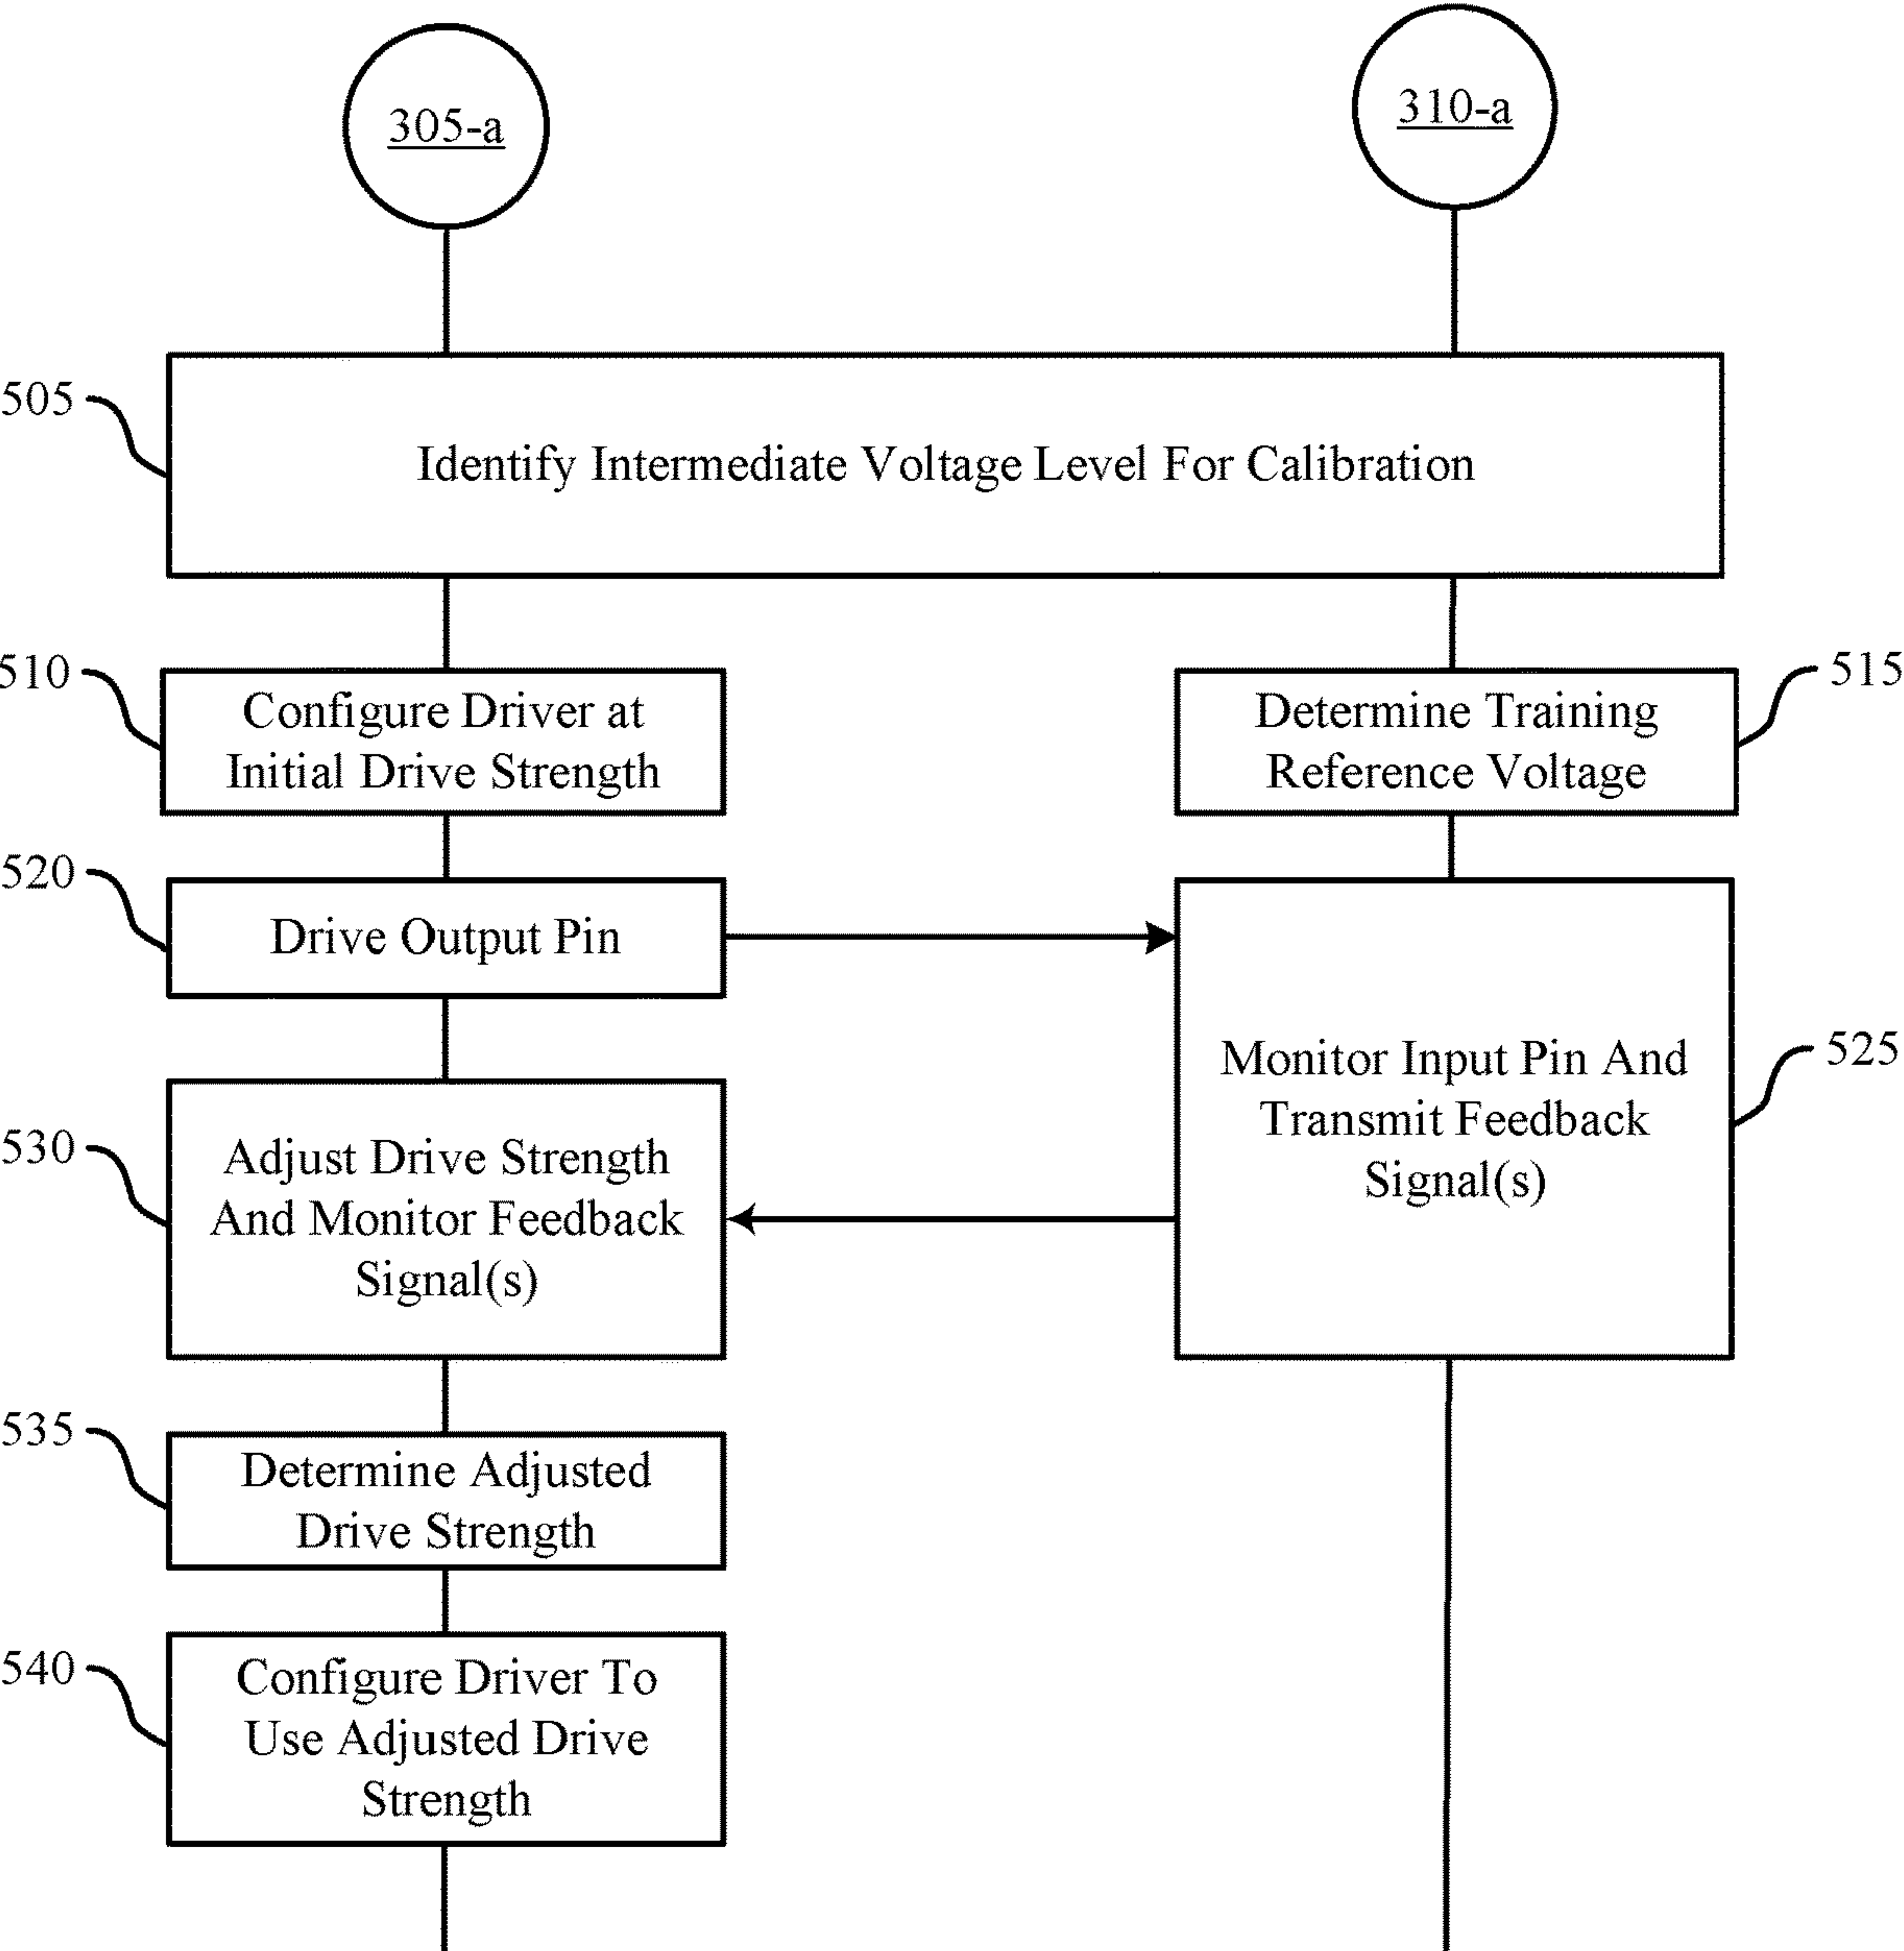 305-a
310-a
505
Identify Intermediate Voltage Level For Calibration
510
Configure Driver at
Initial Drive Strength
Determine Training
Reference Voltage
515
520
Drive Output Pin
Monitor Input Pin And
Transmit Feedback
Signal(s)
525
530
Adjust Drive Strength
And Monitor Feedback
Signal(s)
535
Determine Adjusted
Drive Strength
540
Configure Driver To
Use Adjusted Drive
Strength